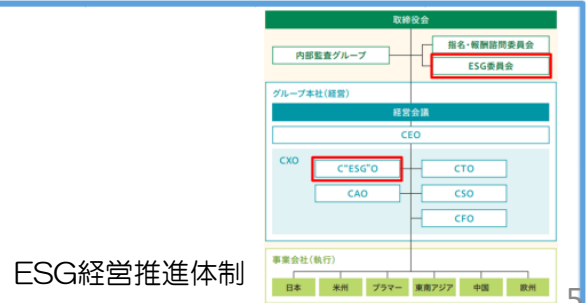 取締役会
内部監査グループ
指名・報酬諮問委員会
ESG委員会
グループ本社(経営)
経営会議
CEO
CXO
C"ESG"O
CTO
CAO
CSO
CFO
事業会社(執行)
日本 米州 ブラマー 東南アジア 中国 欧州
ESG経営推進体制
5